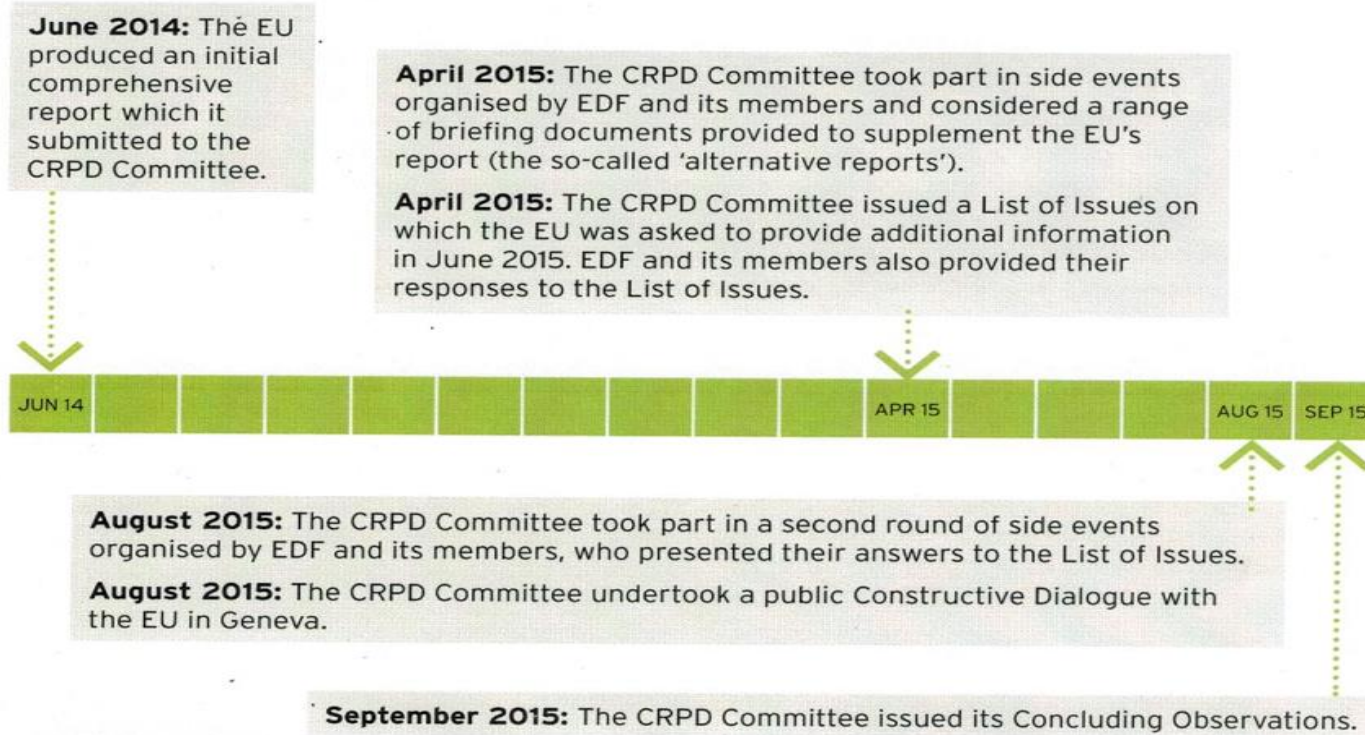 June 2014: The EU
produced an initial
comprehensive
report which it
submitted to the
CRPD Committee.
April 2015: The CRPD Committee took part in side events
organised by EDF and its members and considered a range
of briefing documents provided to supplement the EU's
report (the so-called 'alternative reports').
April 2015: The CRPD Committee issued a List of Issues on
which the EU was asked to provide additional information
in June 2015. EDF and its members also provided their
responses to the List of Issues.
JUN 14
APR 15
AUG 15
SEP 15
August 2015: The CRPD Committee took part in a second round of side events
organised by EDF and its members, who presented their answers to the List of Issues.
August 2015: The CRPD Committee undertook a public Constructive Dialogue with
the EU in Geneva.
September 2015: The CRPD Committee issued its Concluding Observations.